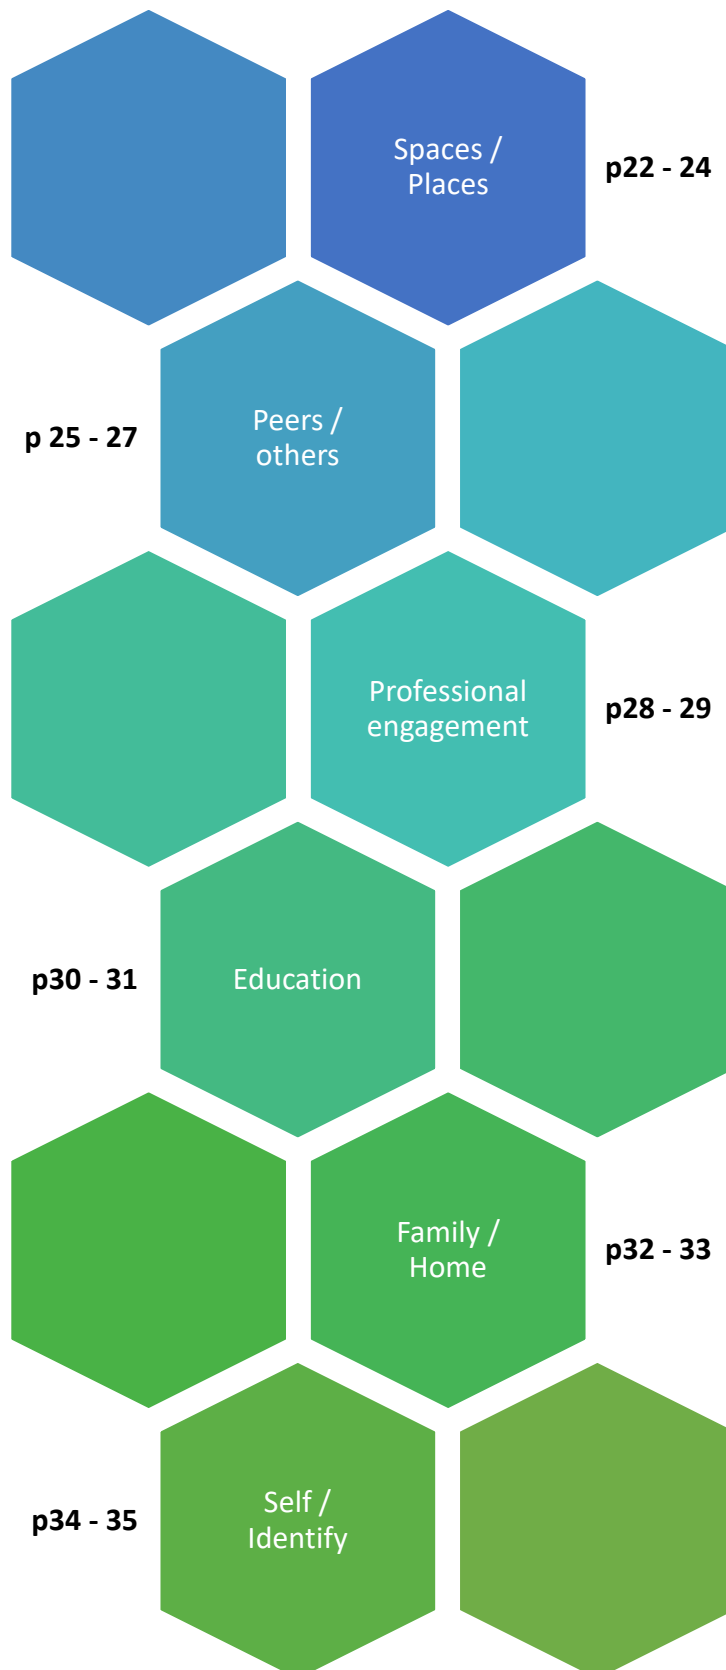 Spaces /
Places
p22 - 24
p 25 - 27
Peers /
others
Professional
engagement
p28 - 29
p30 - 31
Education
Family /
Home
p32 - 33
p34 - 35
Self /
Identify